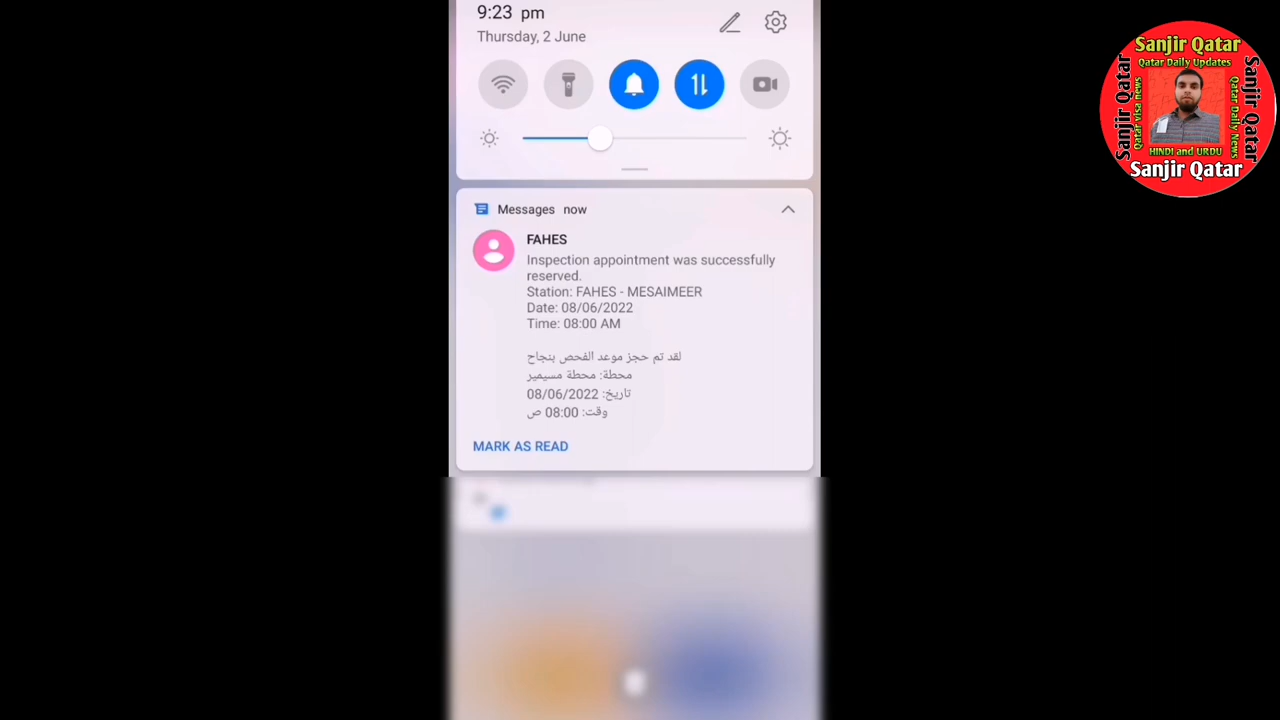 9:23 pm
Thursday, 2 June
Messages now
FAHES
Inspection appointment was successfully
reserved.
Station: FAHES - MESAIMEER
Date: 08/06/2022
Time: 08:00 AM
لقد تم حجز موعد الفحص بنجاح
محطة: محطة مسيمير
تاريخ: 08/06/2022
وقت: 08:00 ص
MARK AS READ
Sanjir Qatar
Qatar Daily Updates
Sanjir Qatar
Qatar visa news
Qatar Daily News
Sanjir Qatar
HINDI and URDU
Sanjir Qatar